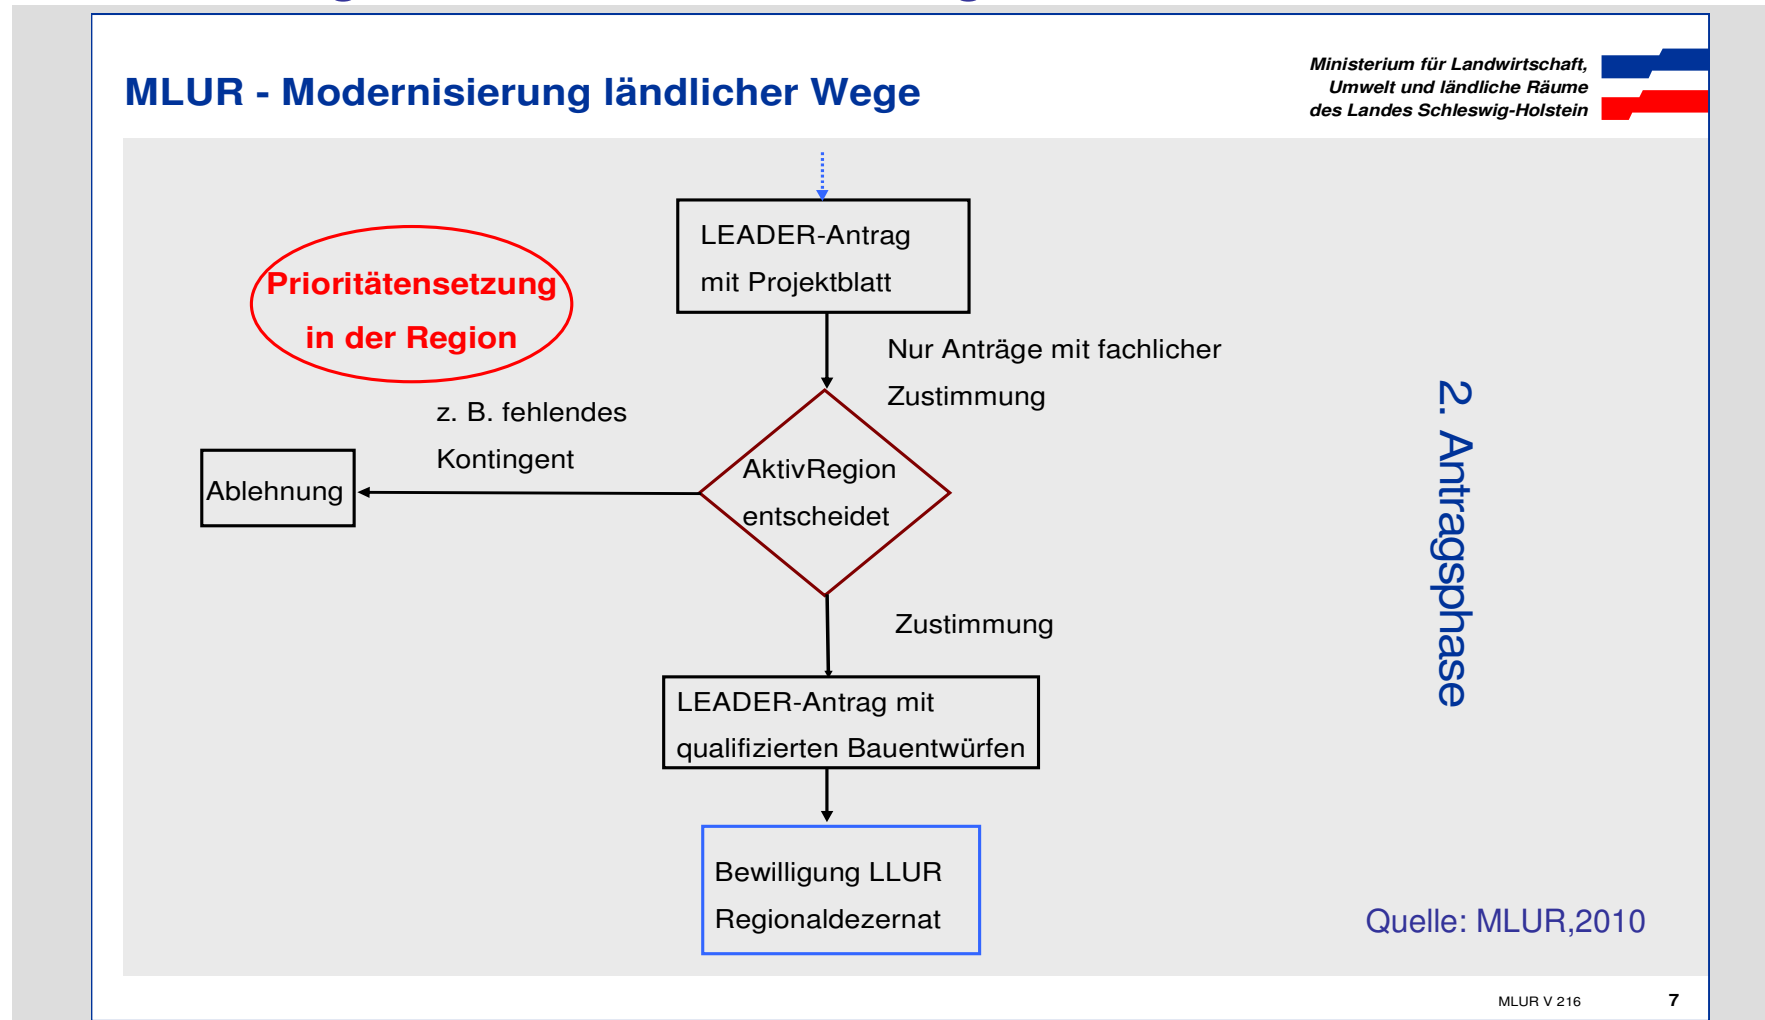 MLUR - Modernisierung ländlicher Wege
Ministerium für Landwirtschaft,
Umwelt und ländliche Räume
des Landes Schleswig-Holstein
LEADER-Antrag
mit Projektblatt
Prioritätensetzung
in der Region
Nur Anträge mit fachlicher
Zustimmung
z. B. fehlendes
Kontingent
Ablehnung
AktivRegion
entscheidet
2. Antragsphase
Zustimmung
LEADER-Antrag mit
qualifizierten Bauentwürfen
Bewilligung LLUR
Regionaldezernat
Quelle: MLUR,2010
MLUR V 216
7